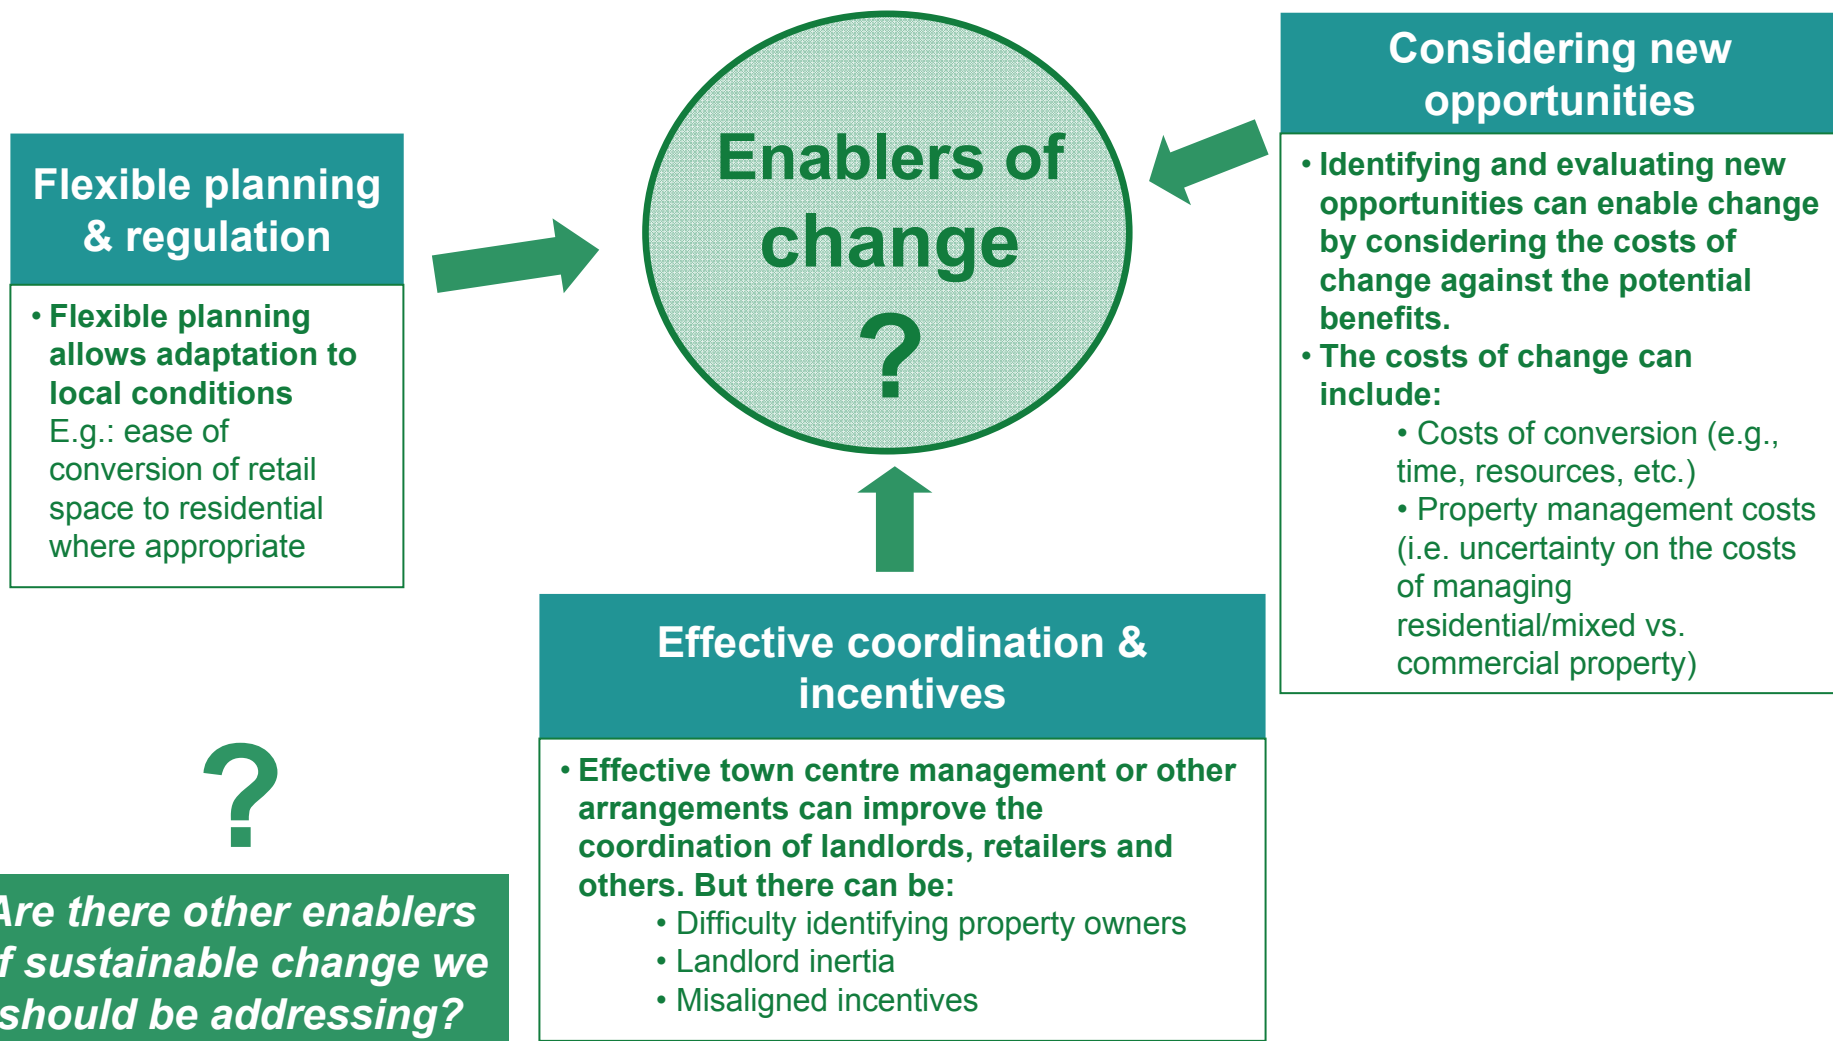 Enablers of
change
?
Flexible planning
& regulation
• Flexible planning
allows adaptation to
local conditions
E.g.: ease of
conversion of retail
space to residential
where appropriate
Considering new
opportunities
• Identifying and evaluating new
opportunities can enable change
by considering the costs of
change against the potential
benefits.
• The costs of change can
include:
• Costs of conversion (e.g.,
time, resources, etc.)
• Property management costs
(i.e. uncertainty on the costs
of managing
residential/mixed vs.
commercial property)
Effective coordination &
incentives
• Effective town centre management or other
arrangements can improve the
coordination of landlords, retailers and
others. But there can be:
• Difficulty identifying property owners
• Landlord inertia
• Misaligned incentives
?
Are there other enablers
of sustainable change we
should be addressing?